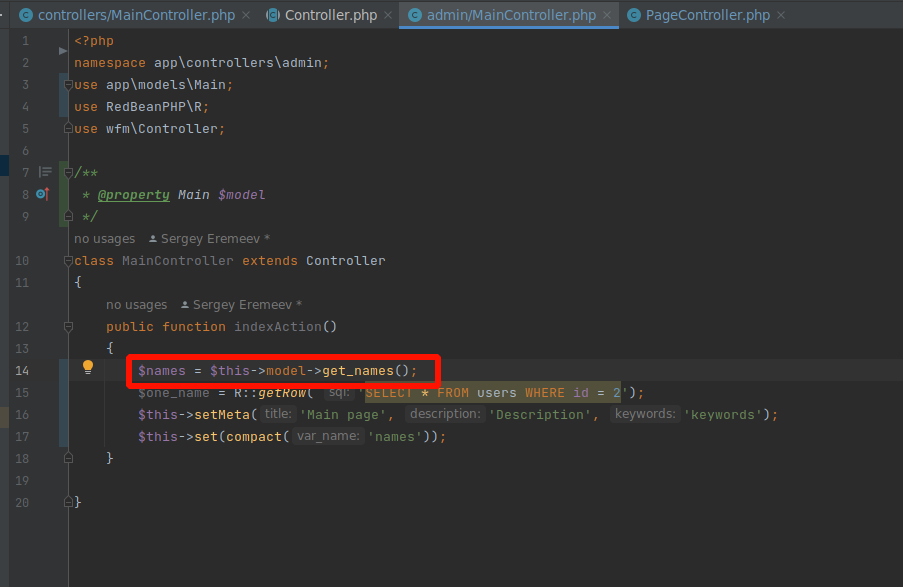 controllers/MainController.php × Controller.php × admin/MainController.php × PageController.php ×
1 <?php
2 namespace app\controllers\admin;
3 use app\models\Main;
4 use RedBeanPHP\R;
5 use wfm\Controller;
6
7 /**
8 * @property Main $model
9 */
no usages Sergey Eremeev *
10 class MainController extends Controller
11 {
no usages Sergey Eremeev *
12 public function indexAction()
13 {
14 $names = $this->model->get_names();
15 $one_name = R::getRow( sql: 'SELECT * FROM users WHERE id = 2');
16 $this->setMeta( title: 'Main page', description: 'Description', keywords: 'keywords');
17 $this->set(compact( var_name: 'names'));
18 }
19
20 }